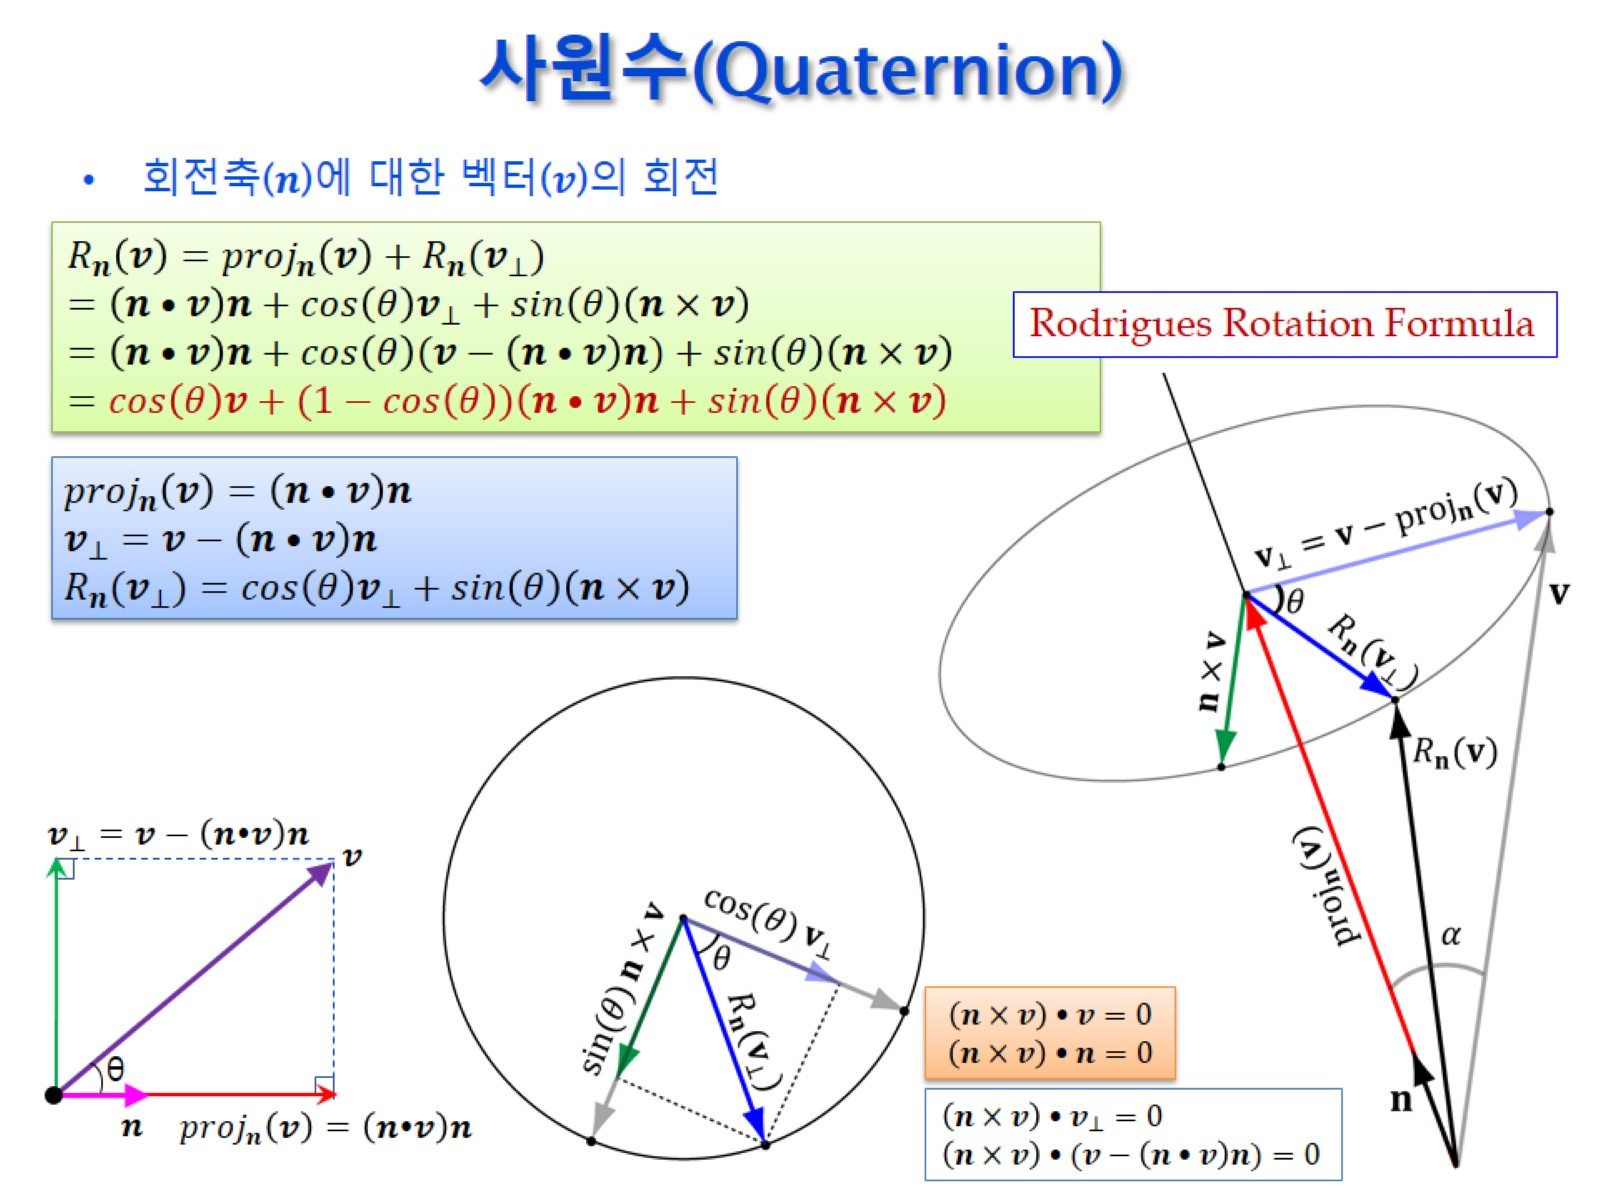 사원수(Quaternion)
• 회전축(n)에 대한 벡터(v)의 회전
Rₙ(v) = projₙ(v) + Rₙ(v⊥)
= (n • v)n + cos(θ)v⊥ + sin(θ)(n × v)
= (n • v)n + cos(θ)(v − (n • v)n) + sin(θ)(n × v)
= cos(θ)v + (1 − cos(θ))(n • v)n + sin(θ)(n × v)
Rodrigues Rotation Formula
projₙ(v) = (n • v)n
v⊥ = v − (n • v)n
Rₙ(v⊥) = cos(θ)v⊥ + sin(θ)(n × v)
v⊥ = v − projₙ(v)
v
θ
Rₙ(v⊥)
n × v
Rₙ(v)
projₙ(v)
α
n
v⊥ = v − (n•v)n
v
θ
n
projₙ(v) = (n•v)n
cos(θ) v⊥
θ
sin(θ) n × v
Rₙ(v⊥)
(n × v) • v = 0
(n × v) • n = 0
(n × v) • v⊥ = 0
(n × v) • (v − (n • v)n) = 0